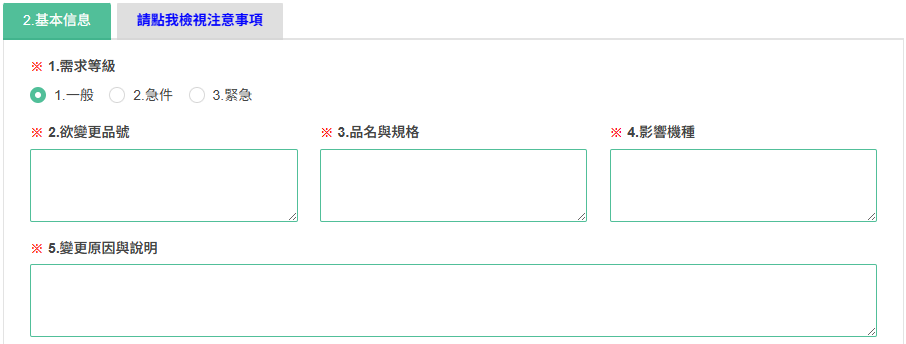 2.基本信息 請點我檢視注意事項
※ 1.需求等級
1.一般 2.急件 3.緊急
※ 2.欲變更品號 ※ 3.品名與規格 ※ 4.影響機種
※ 5.變更原因與說明